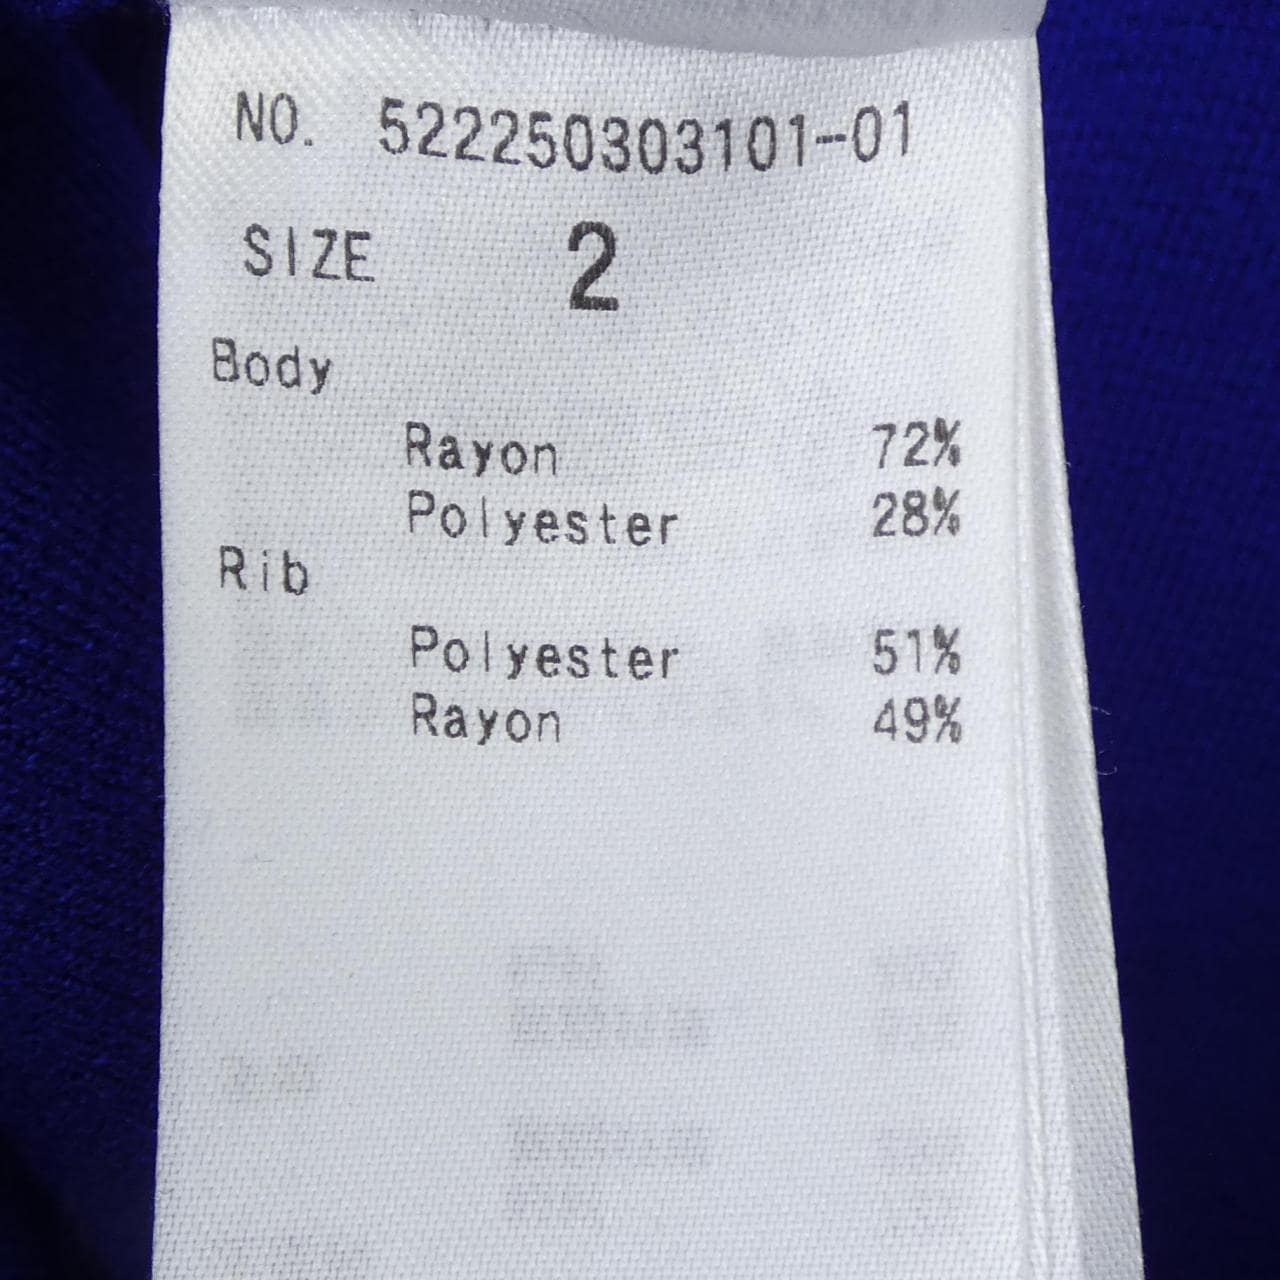 NO. 522250303101-01
SIZE 2
Body
Rayon 72%
Polyester 28%
Rib
Polyester 51%
Rayon 49%